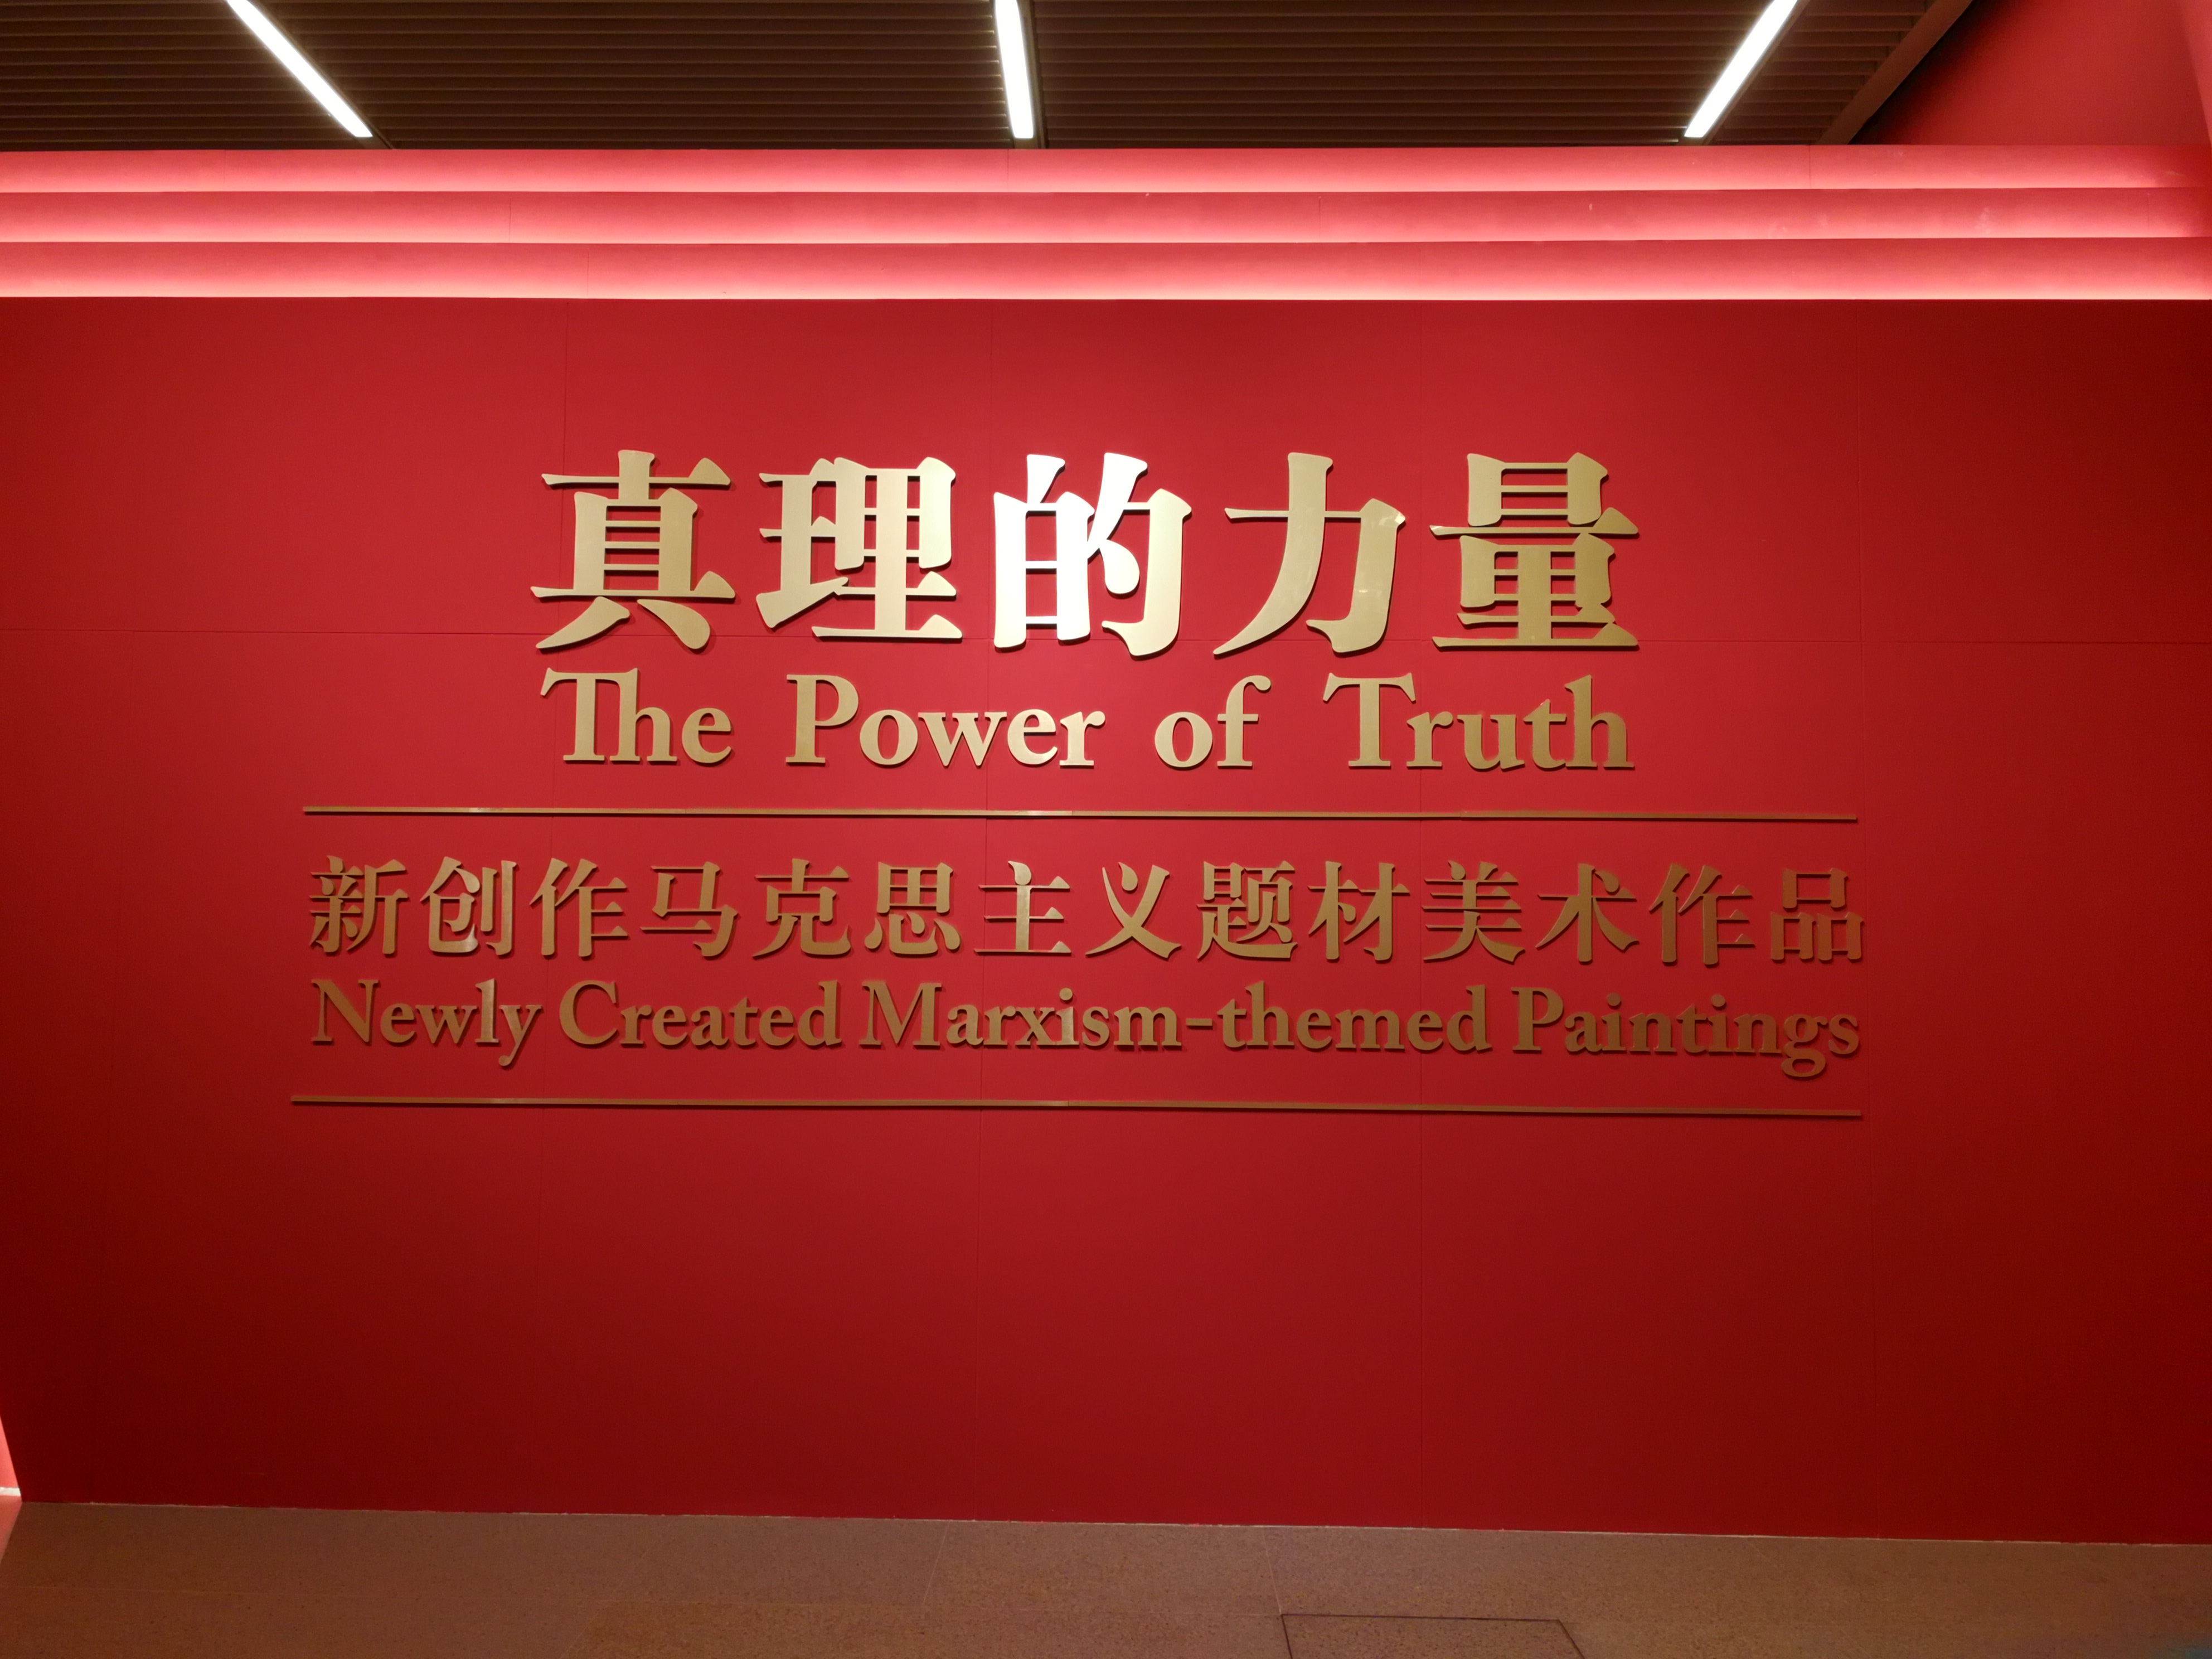 真理的力量
The Power of Truth
新创作马克思主义题材美术作品
Newly Created Marxism-themed Paintings